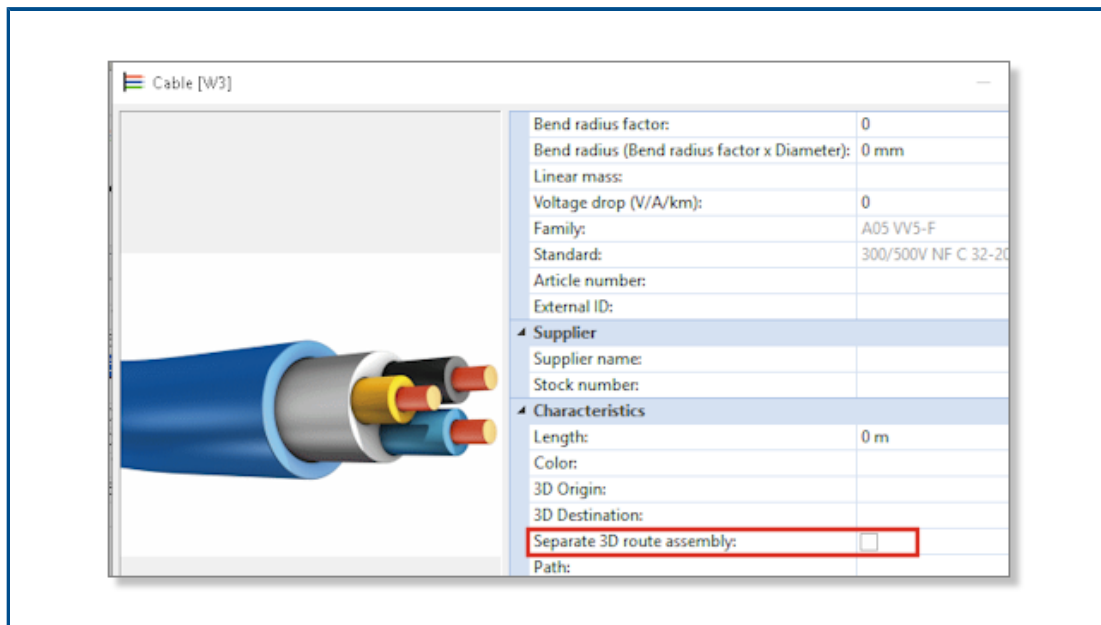 Cable [W3]
Bend radius factor: 0
Bend radius (Bend radius factor x Diameter): 0 mm
Linear mass:
Voltage drop (V/A/km): 0
Family: A05 VV5-F
Standard: 300/500V NF C 32-20
Article number:
External ID:
Supplier
Supplier name:
Stock number:
Characteristics
Length: 0 m
Color:
3D Origin:
3D Destination:
Separate 3D route assembly:
Path: